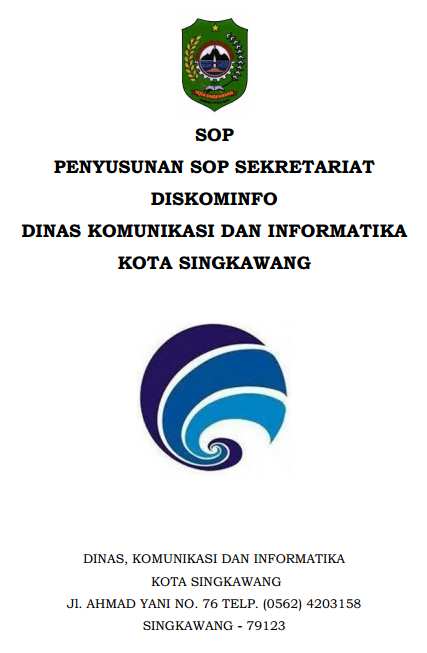 SOP
PENYUSUNAN SOP SEKRETARIAT
DISKOMINFO
DINAS KOMUNIKASI DAN INFORMATIKA
KOTA SINGKAWANG
DINAS, KOMUNIKASI DAN INFORMATIKA
KOTA SINGKAWANG
Jl. AHMAD YANI NO. 76 TELP. (0562) 4203158
SINGKAWANG - 79123